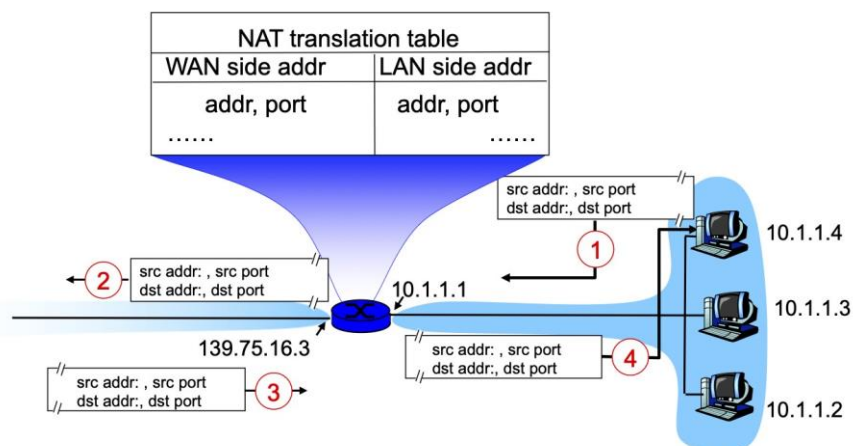 NAT translation table
WAN side addr LAN side addr
addr, port addr, port
...... ......
src addr: , src port
dst addr:, dst port
1
10.1.1.4
2
src addr: , src port
dst addr:, dst port
10.1.1.1
10.1.1.3
139.75.16.3
src addr: , src port
dst addr:, dst port
4
src addr: , src port
dst addr:, dst port
3
10.1.1.2